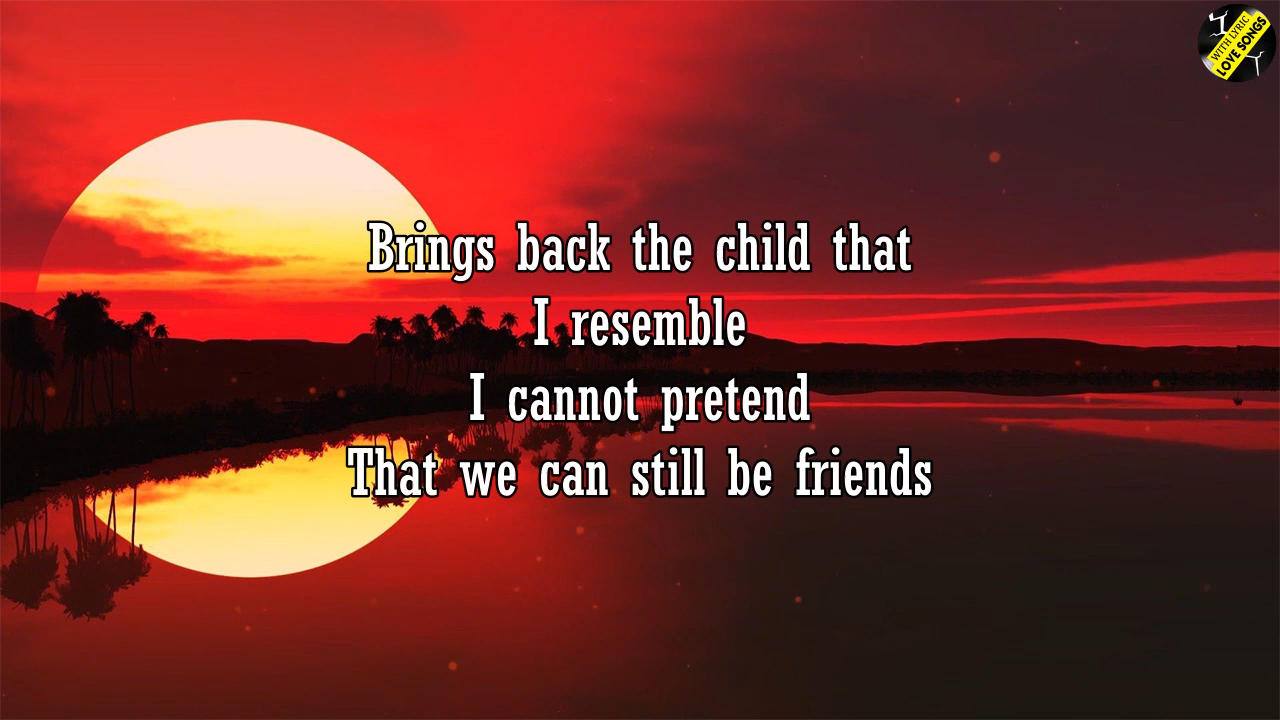 WITH LYRIC
LOVE SONGS
Brings back the child that
I resemble
I cannot pretend
That we can still be friends